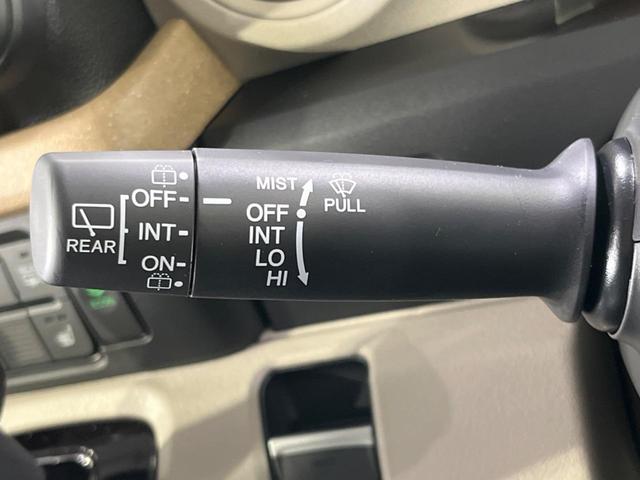 REAR
OFF
INT
ON
MIST
OFF
INT
LO
HI
PULL